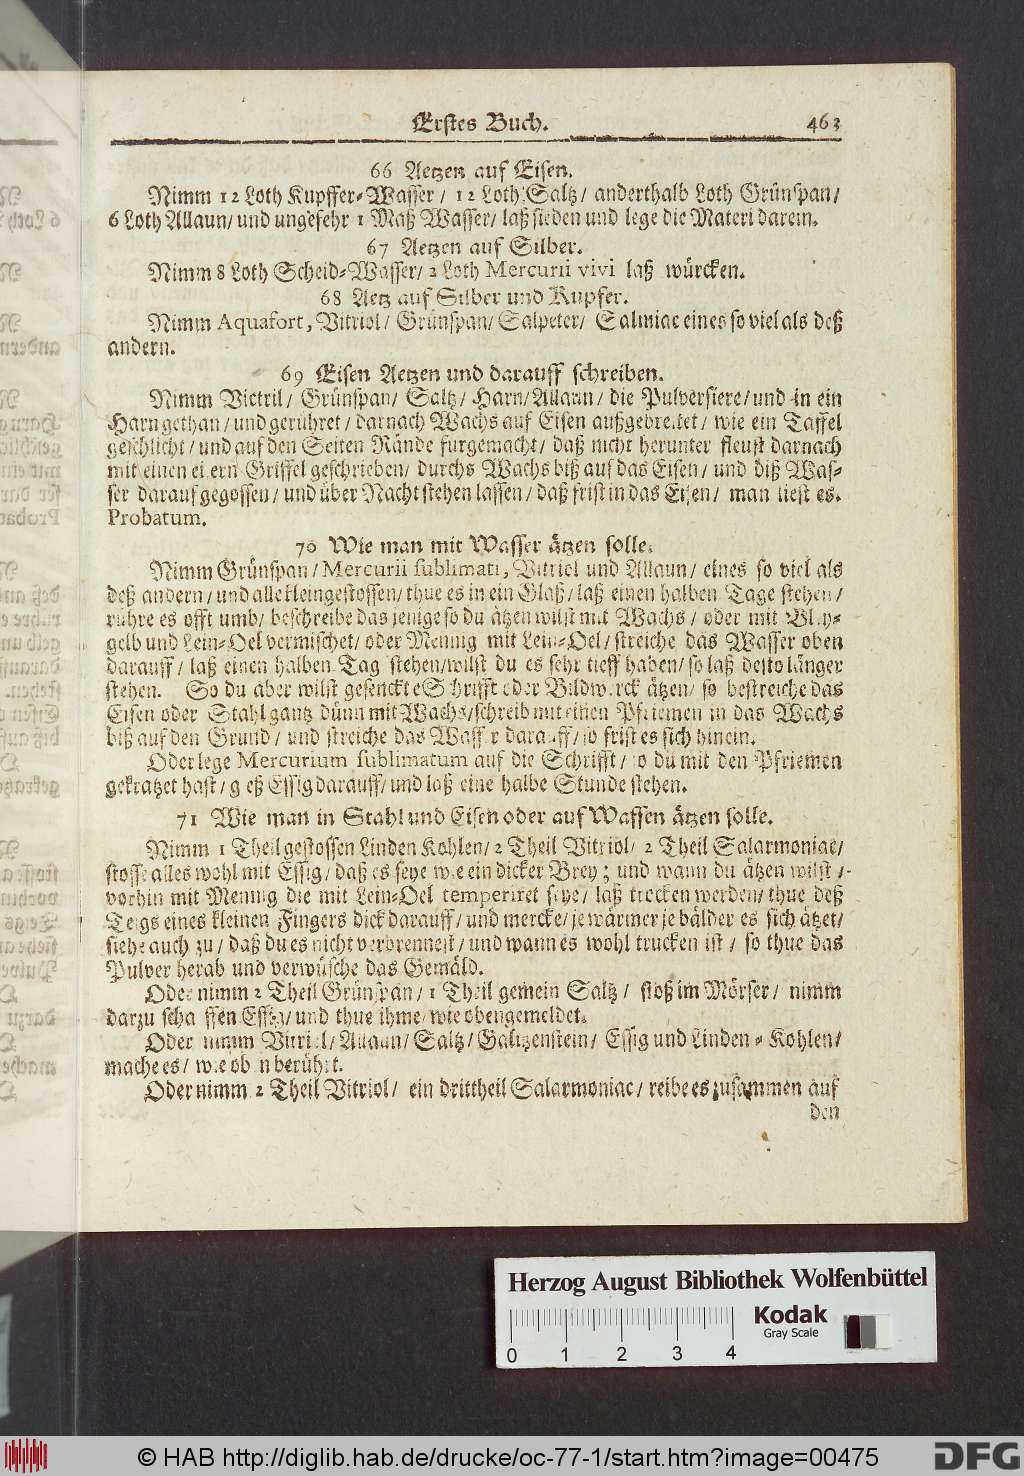 Erstes Buch. 463
66 Aetzen auf Eisen.
Nimm 12 Loth Kupffer-Wasser / 12 Loth Saltz / anderthalb Loth Grünspan /
6 Loth Allaun / und ungefehr 1 Maß Wasser / laß sieden und lege die Materi darein.
67 Aetzen auf Silber.
Nimm 8 Loth Scheid-Wasser / 2 Loth Mercurii vivi laß würcken.
68 Aetz auf Silber und Kupfer.
Nimm Aquafort, Vitriol / Grünspan / Salpeter / Salmiac eines so viel als deß
andern.
69 Eisen Aetzen und darauff schreiben.
Nimm Victril / Grünspan / Saltz / Harn / Allaun / die Pulversiere / und in ein
Harn gethan / und gerühret / darnach Wachs auf Eisen außgebreitet / wie ein Taffel
geschlicht / und auf den Seiten Rände furgemacht / daß nicht herunter fleust darnach
mit einen eisern Griffel geschrieben / durchs Wachs biß auf das Eisen / und diß Was-
ser darauf gegossen / und über Nacht stehen lassen / daß frist in das Eisen / man liest es.
Probatum.
70 Wie man mit Wasser ätzen solle.
Nimm Grünspan / Mercurii sublimati, Vitriol und Allaun / eines so viel als
deß andern / und alle kleingestossen / thue es in ein Glaß / laß einen halben Tage stehen /
rühre es offt umb / beschreibe das jenige so du ätzen wilst mit Wachs / oder mit Bley-
gelb und Lein-Oel vermischet / oder Mennig mit Lein-Oel / streiche das Wasser oben
darauff / laß einen halben Tag stehen / wilst du es sehr tieff haben / so laß desto länger
stehen. So du aber wilst gesenckte Schrifft oder Bildwerck ätzen / so bestreiche das
Eisen oder Stahl gantz dünn mit Wachs / schreib mit einen Pfriemen in das Wachs
biß auf den Grund / und streiche das Wasser darauff / so frist es sich hinein.
Oder lege Mercurium sublimatum auf die Schrifft / so du mit den Pfriemen
gekratzet hast / geß Essig darauff / und laß eine halbe Stunde stehen.
71 Wie man in Stahl und Eisen oder auf Waffen ätzen solle.
Nimm 1 Theil gestossen Linden Kohlen / 2 Theil Vitriol / 2 Theil Salarmoniac /
stosse alles wohl mit Essig / daß es seye wie ein dicker Brey; und wann du ätzen wilst /
vorhin mit Mennig die mit Lein-Oel temperiret seye / laß trecken werden / thue deß
Teigs eines kleinen Fingers dick darauff / und mercke / je wärmer je bälder es sich ätzet /
siehe auch zu / daß du es nicht verbrennest / und wann es wohl trucken ist / so thue das
Pulver herab und verwüsche das Gemäld.
Oder nimm 2 Theil Grünspan / 1 Theil gemein Saltz / stoß im Mörser / nimm
darzu scharffen Essig / und thue ihme / wie obengemeldet.
Oder nimm Vitriol / Allaun / Saltz / Galitzenstein / Essig und Linden-Kohlen /
mache es / wie oben berührt.
Oder nimm 2 Theil Vitriol / ein drittheil Salarmoniac / reibe es zusammen auf
den
Herzog August Bibliothek Wolfenbüttel
Kodak
Gray Scale
0 1 2 3 4
© HAB http://diglib.hab.de/drucke/oc-77-1/start.htm?image=00475
DFG